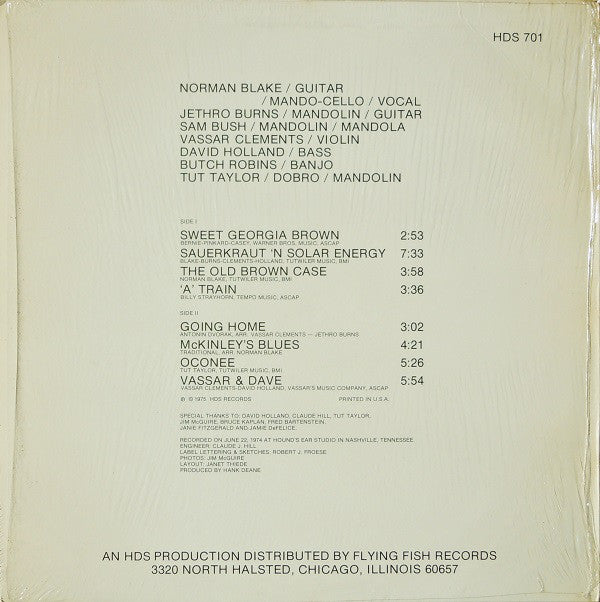 HDS 701
NORMAN BLAKE / GUITAR
/ MANDO-CELLO / VOCAL
JETHRO BURNS / MANDOLIN / GUITAR
SAM BUSH / MANDOLIN / MANDOLA
VASSAR CLEMENTS / VIOLIN
DAVID HOLLAND / BASS
BUTCH ROBINS / BANJO
TUT TAYLOR / DOBRO / MANDOLIN
SIDE I
SWEET GEORGIA BROWN 2:53
BERNIE-PINKARD-CASEY, WARNER BROS. MUSIC, ASCAP
SAUERKRAUT 'N SOLAR ENERGY 7:33
BLAKE-BURNS-CLEMENTS-HOLLAND, TUTWILER MUSIC, BMI
THE OLD BROWN CASE 3:58
NORMAN BLAKE, TUTWILER MUSIC, BMI
'A' TRAIN 3:36
BILLY STRAYHORN, TEMPO MUSIC, ASCAP
SIDE II
GOING HOME 3:02
ANTONIN DVORAK, ARR. VASSAR CLEMENTS — JETHRO BURNS
McKINLEY'S BLUES 4:21
TRADITIONAL, ARR. NORMAN BLAKE
OCONEE 5:26
TUT TAYLOR, TUTWILER MUSIC, BMI
VASSAR & DAVE 5:54
VASSAR CLEMENTS-DAVID HOLLAND, VASSAR'S MUSIC COMPANY, ASCAP
℗ © 1975 HDS RECORDS PRINTED IN U.S.A.
SPECIAL THANKS TO: DAVID HOLLAND, CLAUDE HILL, TUT TAYLOR,
JIM McGUIRE, BRUCE KAPLAN, FRED BARTENSTEIN,
JANIE FITZGERALD AND JAMIE DeFELICE.
RECORDED ON JUNE 22, 1974 AT HOUND'S EAR STUDIO IN NASHVILLE, TENNESSEE
ENGINEER: CLAUDE J. HILL
LABEL LETTERING & SKETCHES: ROBERT J. FROESE
PHOTOS: JIM McGUIRE
LAYOUT: JANET THIEDE
PRODUCED BY HANK DEANE
AN HDS PRODUCTION DISTRIBUTED BY FLYING FISH RECORDS
3320 NORTH HALSTED, CHICAGO, ILLINOIS 60657